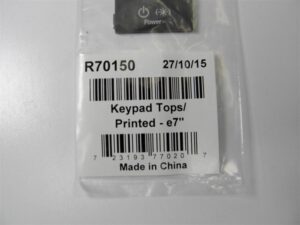 Power
R70150 27/10/15
Keypad Tops/
Printed - e7"
7 23193 77020 7
Made in China